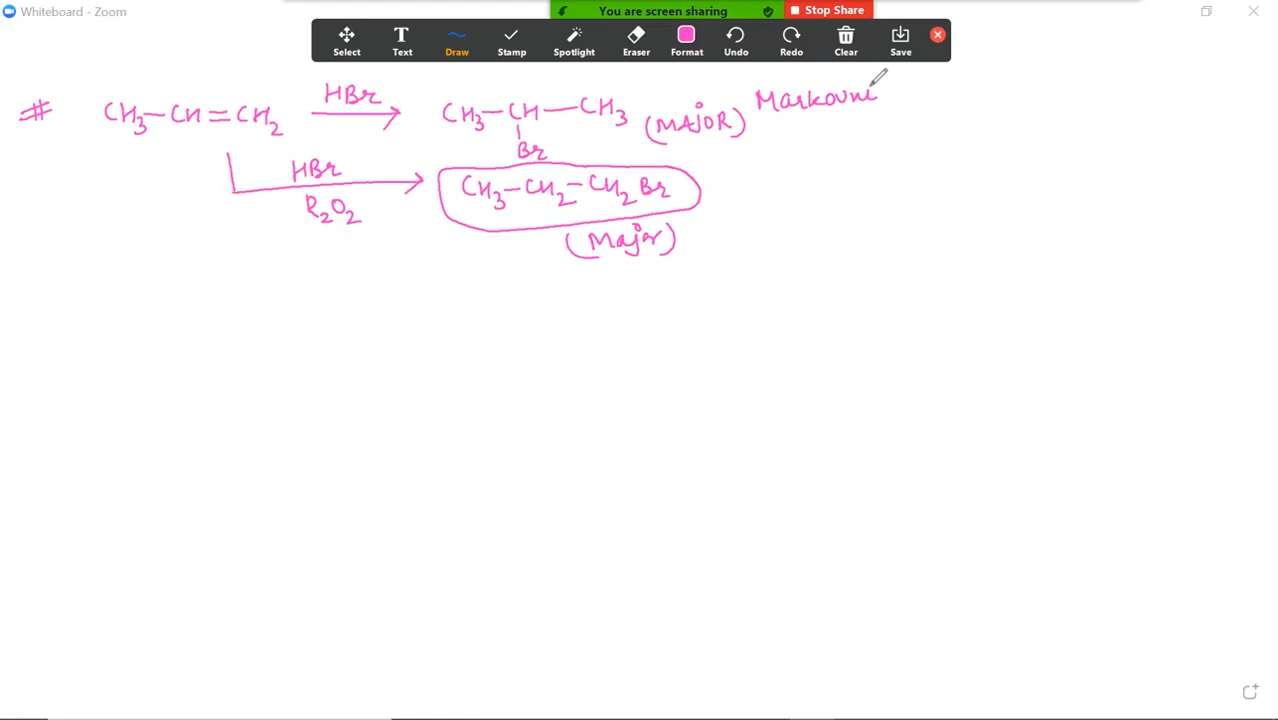 Whiteboard - Zoom
You are screen sharing
Stop Share
Select Text Draw Stamp Spotlight Eraser Format Undo Redo Clear Save
# CH3-CH=CH2 HBr CH3-CH-CH3 (MAJOR) Markovni
Br
HBr CH3-CH2-CH2Br
R2O2
(Major)